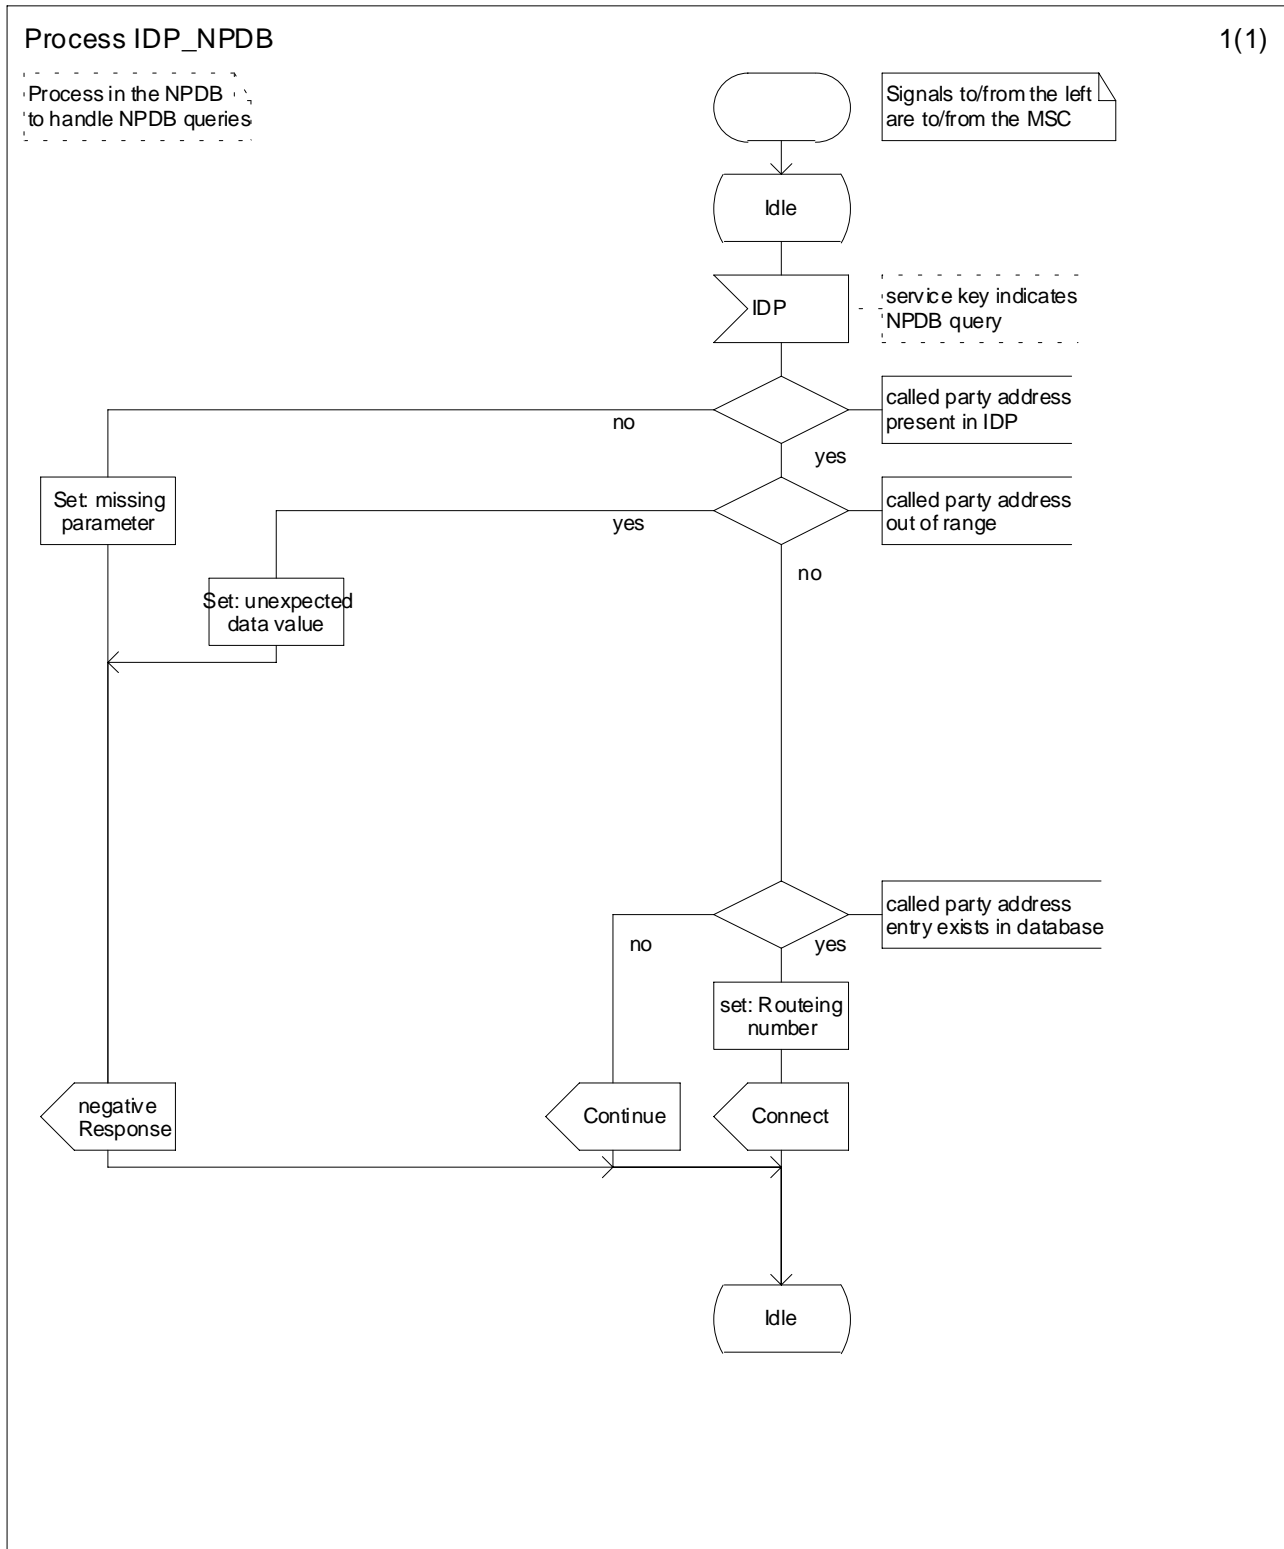 Process IDP_NPDB
1(1)
Process in the NPDB
to handle NPDB queries
Signals to/from the left
are to/from the MSC
Idle
IDP
service key indicates
NPDB query
called party address
present in IDP
no
yes
Set: missing
parameter
called party address
out of range
yes
no
Set: unexpected
data value
called party address
entry exists in database
no
yes
set: Routeing
number
negative
Response
Continue
Connect
Idle